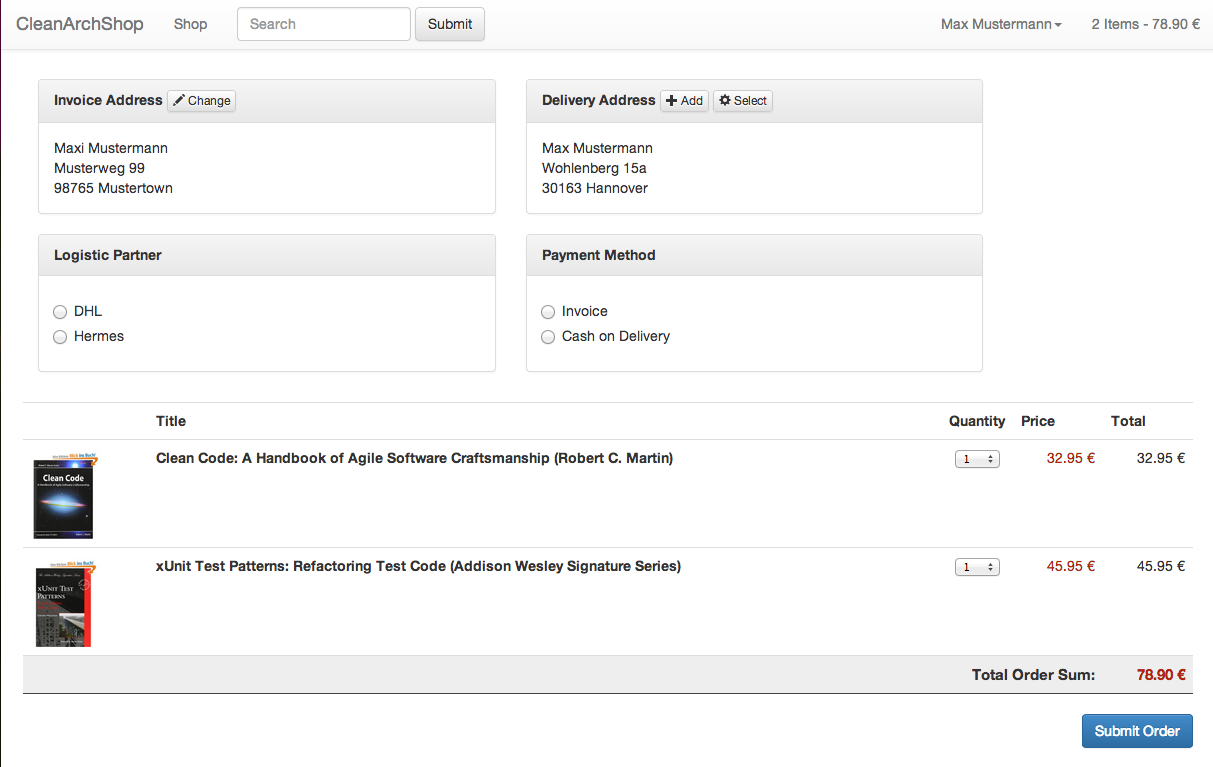 CleanArchShop Shop Search Submit Max Mustermann 2 Items - 78.90 €
Invoice Address Change
Maxi Mustermann
Musterweg 99
98765 Mustertown
Delivery Address Add Select
Max Mustermann
Wohlenberg 15a
30163 Hannover
Logistic Partner
DHL
Hermes
Payment Method
Invoice
Cash on Delivery
Title Quantity Price Total
Clean Code: A Handbook of Agile Software Craftsmanship (Robert C. Martin) 1 32.95 € 32.95 €
Clean Code
xUnit Test Patterns: Refactoring Test Code (Addison Wesley Signature Series) 1 45.95 € 45.95 €
xUnit Test
Patterns
Total Order Sum: 78.90 €
Submit Order